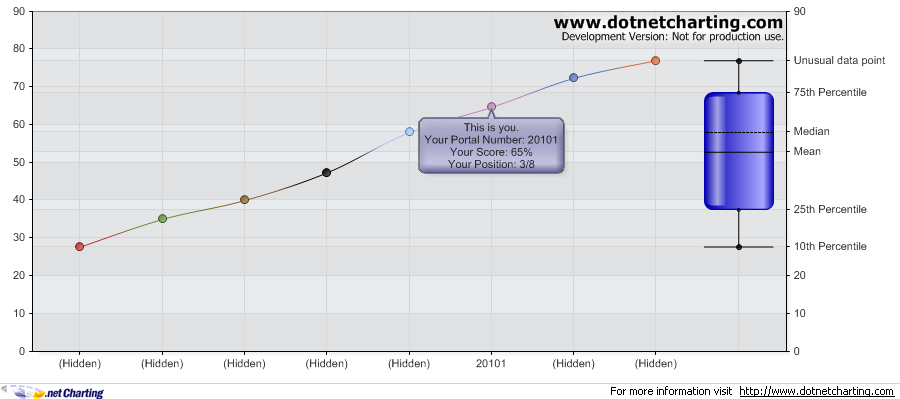 www.dotnetcharting.com
Development Version: Not for production use.
90
80
70
60
50
40
30
20
10
0
This is you.
Your Portal Number: 20101
Your Score: 65%
Your Position: 3/8
90
Unusual data point
75th Percentile
Median
Mean
25th Percentile
10th Percentile
20
10
0
(Hidden) (Hidden) (Hidden) (Hidden) (Hidden) 20101 (Hidden) (Hidden)
.net Charting
For more information visit http://www.dotnetcharting.com